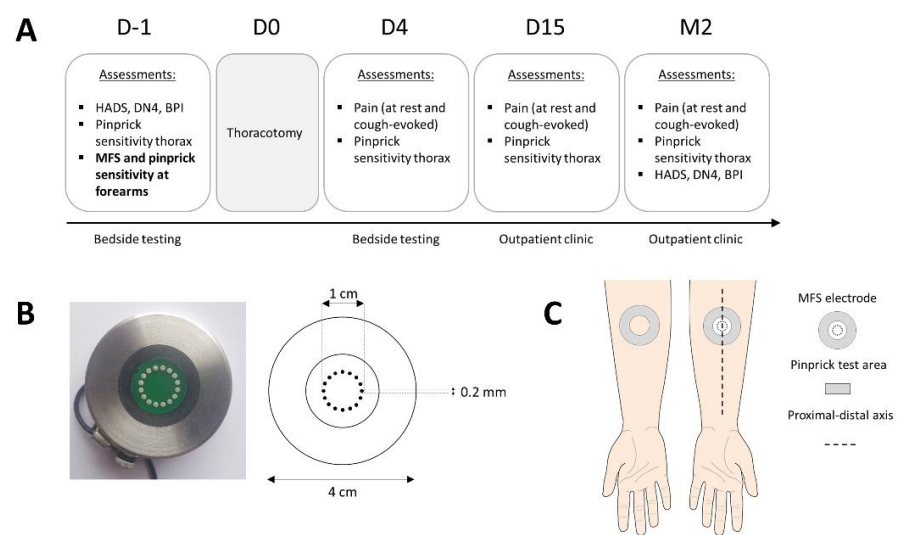 A
D-1
D0
D4
D15
M2
Assessments:
▪ HADS, DN4, BPI
▪ Pinprick
sensitivity thorax
▪ MFS and pinprick
sensitivity at
forearms
Thoracotomy
Assessments:
▪ Pain (at rest and
cough-evoked)
▪ Pinprick
sensitivity thorax
Assessments:
▪ Pain (at rest and
cough-evoked)
▪ Pinprick
sensitivity thorax
Assessments:
▪ Pain (at rest and
cough-evoked)
▪ Pinprick
sensitivity thorax
▪ HADS, DN4, BPI
Bedside testing
Bedside testing
Outpatient clinic
Outpatient clinic
B
1 cm
0.2 mm
4 cm
C
MFS electrode
Pinprick test area
Proximal-distal axis